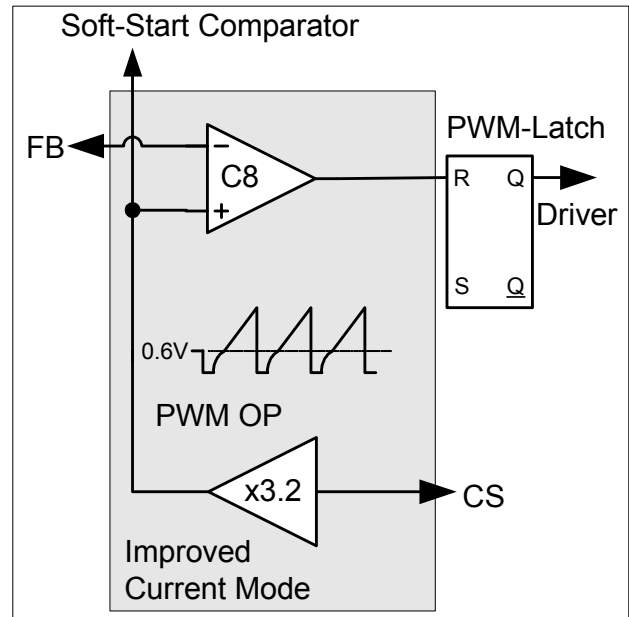 Soft-Start Comparator
FB
PWM-Latch
C8
−
+
R
Q
Driver
S
Q
0.6V
PWM OP
x3.2
CS
Improved
Current Mode